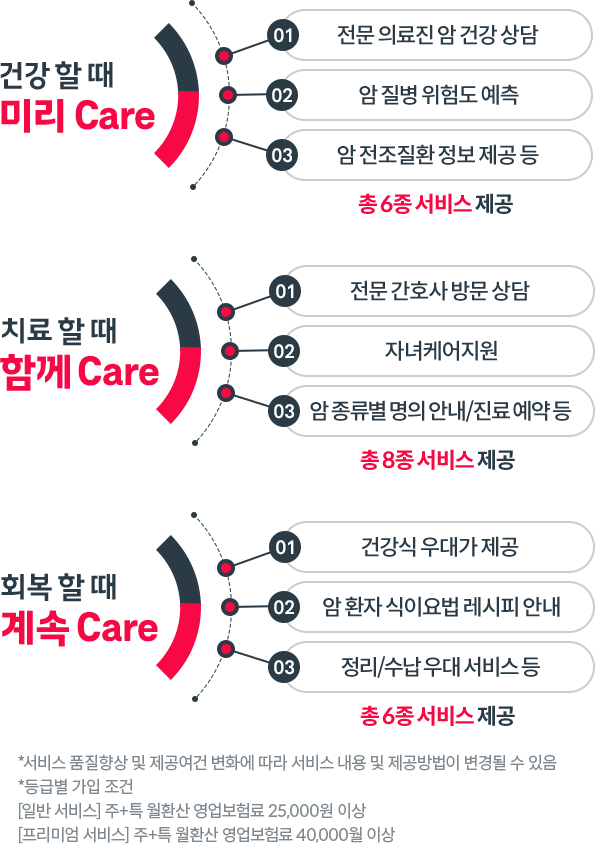 건강 할 때
미리 Care
01 전문 의료진 암 건강 상담
02 암 질병 위험도 예측
03 암 전조질환 정보 제공 등
총 6종 서비스 제공
치료 할 때
함께 Care
01 전문 간호사 방문 상담
02 자녀케어지원
03 암 종류별 명의 안내/진료 예약 등
총 8종 서비스 제공
회복 할 때
계속 Care
01 건강식 우대가 제공
02 암 환자 식이요법 레시피 안내
03 정리/수납 우대 서비스 등
총 6종 서비스 제공
*서비스 품질향상 및 제공여건 변화에 따라 서비스 내용 및 제공방법이 변경될 수 있음
*등급별 가입 조건
[일반 서비스] 주+특 월환산 영업보험료 25,000원 이상
[프리미엄 서비스] 주+특 월환산 영업보험료 40,000월 이상